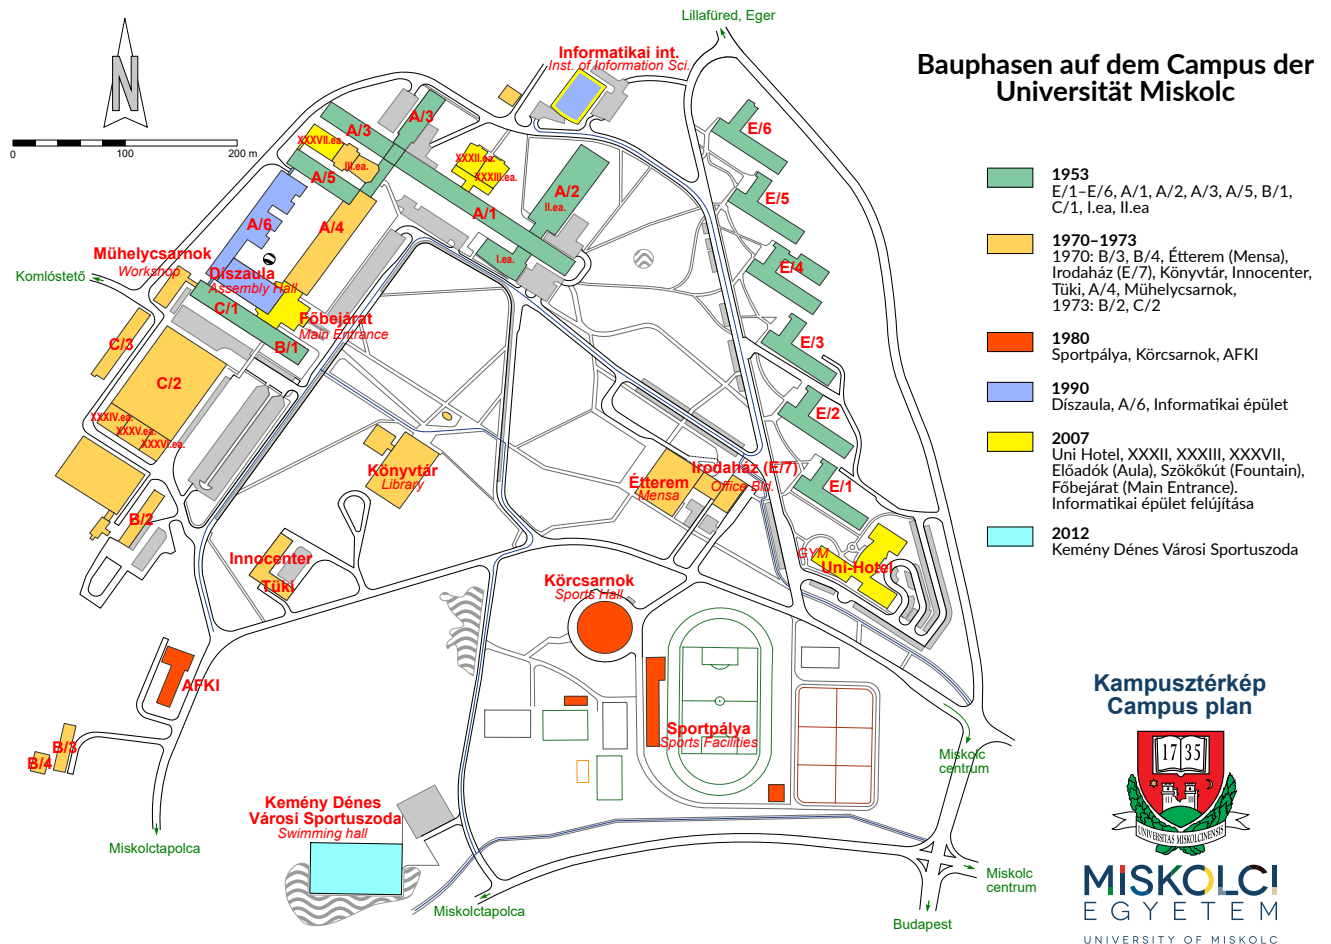 Lillafüred, Eger
Bauphasen auf dem Campus der
Universität Miskolc
N
0
100
200 m
Informatikai int.
Inst. of Information Sci.
A/3
A/3
XXXVII.ea.
III.ea.
A/5
XXXII.ea.
XXXIII.ea.
A/2
II.ea.
A/1
I.ea.
A/6
A/4
E/6
E/5
E/4
E/3
E/2
E/1
Mühelycsarnok
Workshop
Komlóstető
Díszaula
Assembly Hall
C/1
Főbejárat
Main Entrance
B/1
C/3
C/2
XXXIV.ea.
XXXV.ea.
XXXVI.ea.
B/2
Könyvtár
Library
Étterem
Mensa
Irodaház (E/7)
Office Bld.
GYM
Uni-Hotel
Innocenter
Tüki
Körcsarnok
Sports Hall
AFKI
B/3
B/4
Sportpálya
Sports Facilities
Kemény Dénes
Városi Sportuszoda
Swimming hall
Miskolctapolca
Miskolctapolca
Miskolc
centrum
Miskolc
centrum
Budapest
1953
E/1–E/6, A/1, A/2, A/3, A/5, B/1,
C/1, I.ea, II.ea
1970–1973
1970: B/3, B/4, Étterem (Mensa),
Irodaház (E/7), Könyvtár, Innocenter,
Tüki, A/4, Mühelycsarnok,
1973: B/2, C/2
1980
Sportpálya, Körcsarnok, AFKI
1990
Díszaula, A/6, Informatikai épület
2007
Uni Hotel, XXXII, XXXIII, XXXVII,
Előadók (Aula), Szökőkút (Fountain),
Főbejárat (Main Entrance).
Informatikai épület felújítása
2012
Kemény Dénes Városi Sportuszoda
Kampusztérkép
Campus plan
17 35
UNIVERSITAS MISKOLCINENSIS
MISKOLCI
EGYETEM
UNIVERSITY OF MISKOLC